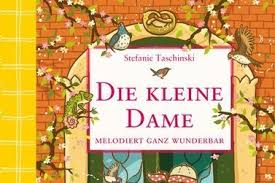 Stefanie Taschinski
DIE KLEINE
DAME
MELODIERT GANZ WUNDERBAR